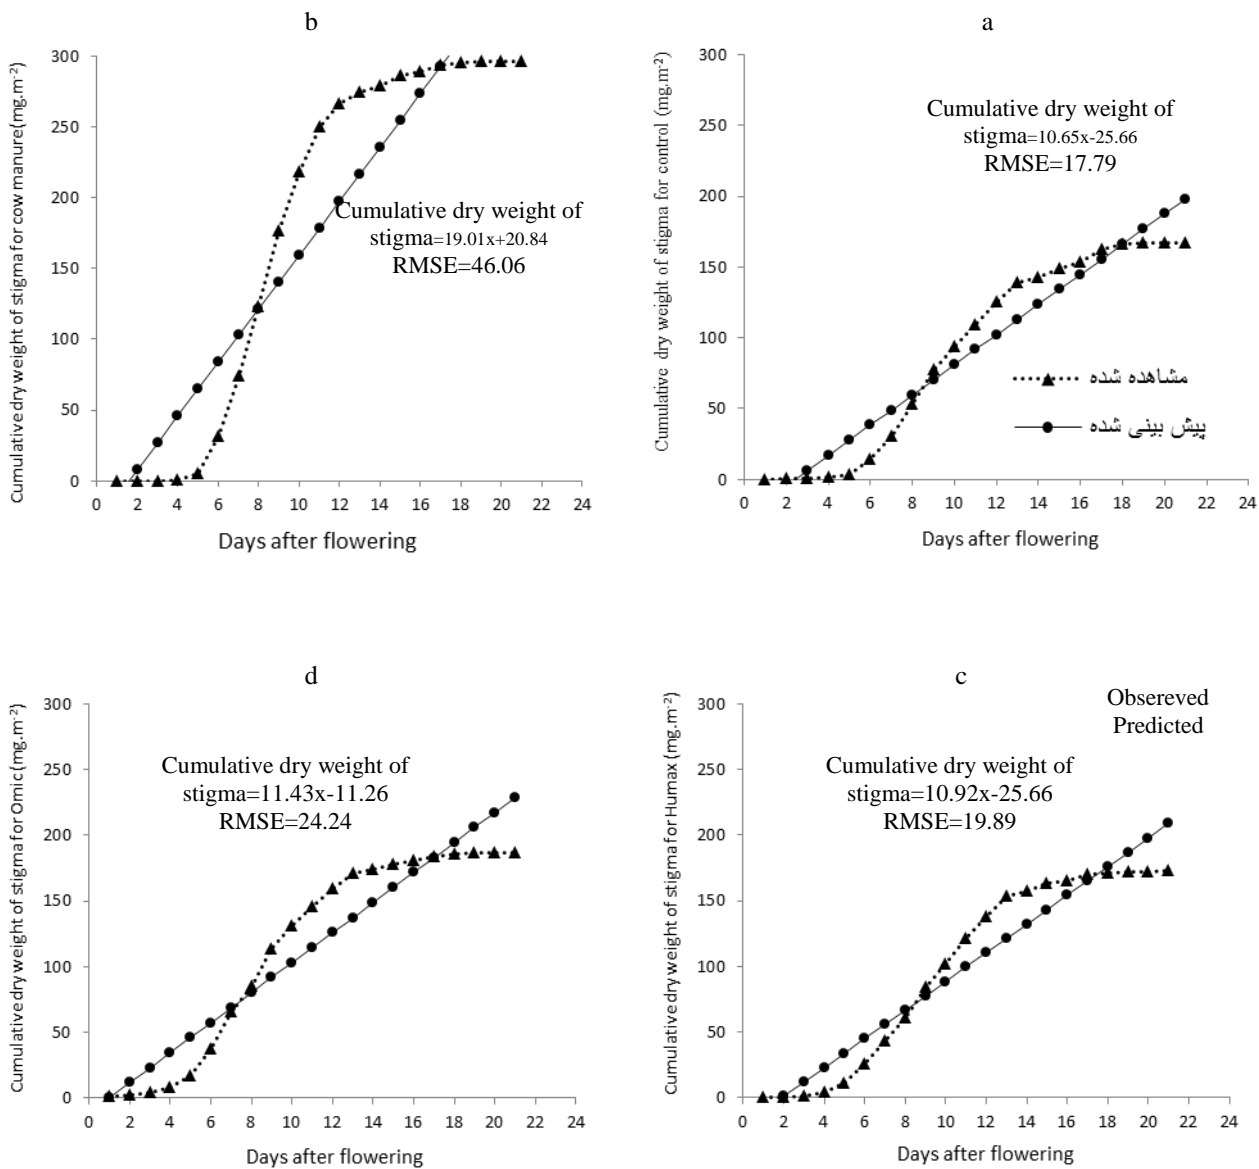 b
Cumulative dry weight of stigma for cow manure(mg.m-2)
300
250
200
150
100
50
0
Cumulative dry weight of
stigma=19.01x+20.84
RMSE=46.06
0 2 4 6 8 10 12 14 16 18 20 22 24
Days after flowering
a
Cumulative dry weight of stigma for control (mg.m-2)
300
250
200
150
100
50
0
Cumulative dry weight of
stigma=10.65x-25.66
RMSE=17.79
مشاهده شده
پیش بینی شده
0 2 4 6 8 10 12 14 16 18 20 22 24
Days after flowering
d
Cumulative dry weight of stigma for Omic(mg.m-2)
300
250
200
150
100
50
0
Cumulative dry weight of
stigma=11.43x-11.26
RMSE=24.24
0 2 4 6 8 10 12 14 16 18 20 22 24
Days after flowering
c
Obsereved
Predicted
Cumulative dry weight of stigma for Humax (mg.m-2)
300
250
200
150
100
50
0
Cumulative dry weight of
stigma=10.92x-25.66
RMSE=19.89
0 2 4 6 8 10 12 14 16 18 20 22 24
Days after flowering